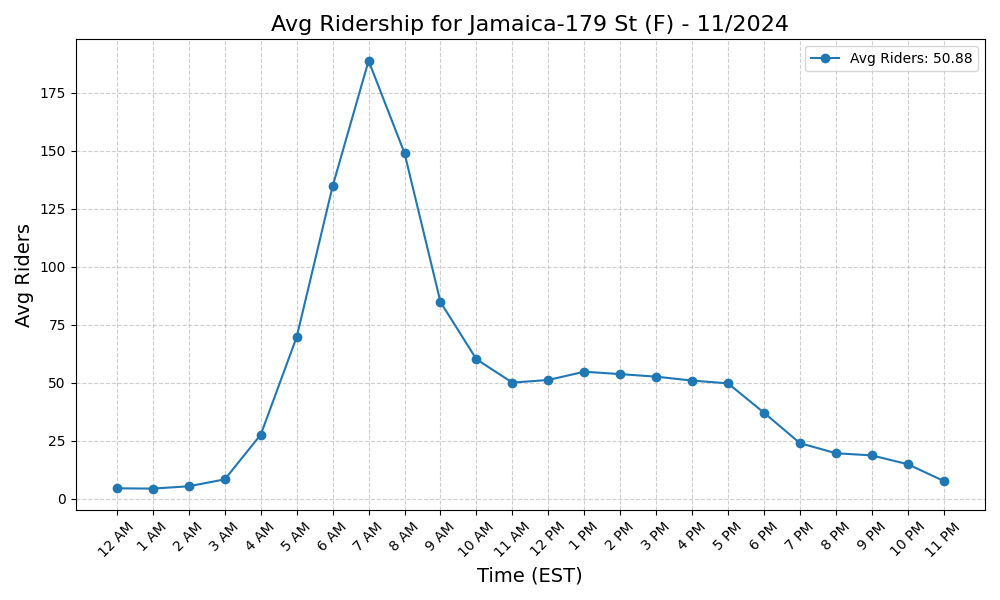 Avg Ridership for Jamaica-179 St (F) - 11/2024
Avg Riders: 50.88
Avg Riders
175
150
125
100
75
50
25
0
12 AM
1 AM
2 AM
3 AM
4 AM
5 AM
6 AM
7 AM
8 AM
9 AM
10 AM
11 AM
12 PM
1 PM
2 PM
3 PM
4 PM
5 PM
6 PM
7 PM
8 PM
9 PM
10 PM
11 PM
Time (EST)